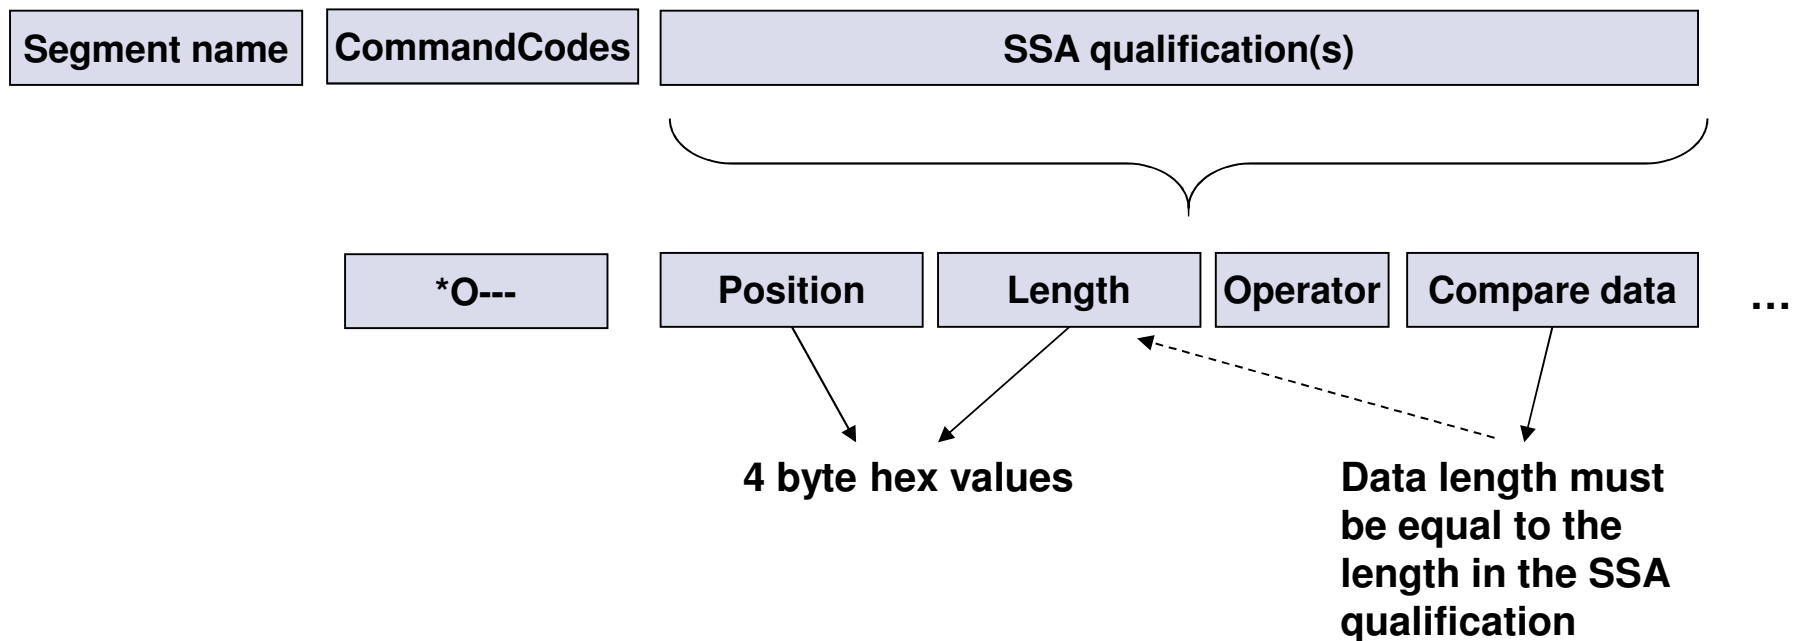 Segment name CommandCodes SSA qualification(s)
*O--- Position Length Operator Compare data ...
4 byte hex values
Data length must
be equal to the
length in the SSA
qualification